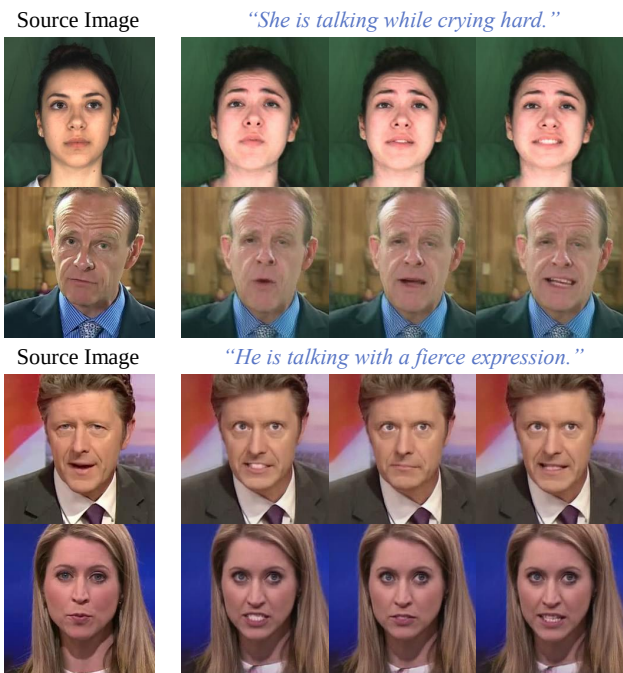 Source Image
“She is talking while crying hard.”
Source Image
“He is talking with a fierce expression.”